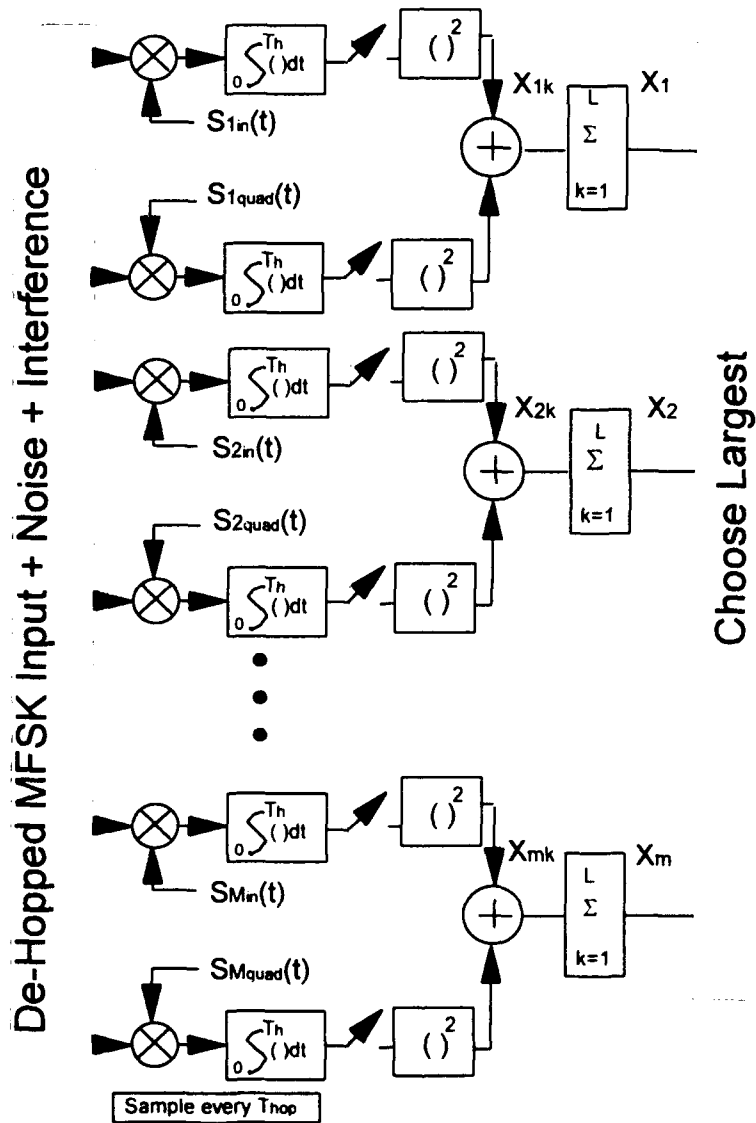 De-Hopped MFSK Input + Noise + Interference
Th
∫ ( )dt
0
( )²
S1in(t)
X1k
L
Σ
k=1
X1
S1quad(t)
Th
∫ ( )dt
0
( )²
Th
∫ ( )dt
0
( )²
S2in(t)
X2k
L
Σ
k=1
X2
S2quad(t)
Th
∫ ( )dt
0
( )²
Th
∫ ( )dt
0
( )²
SMin(t)
Xmk
L
Σ
k=1
Xm
SMquad(t)
Th
∫ ( )dt
0
( )²
Sample every Thop
Choose Largest